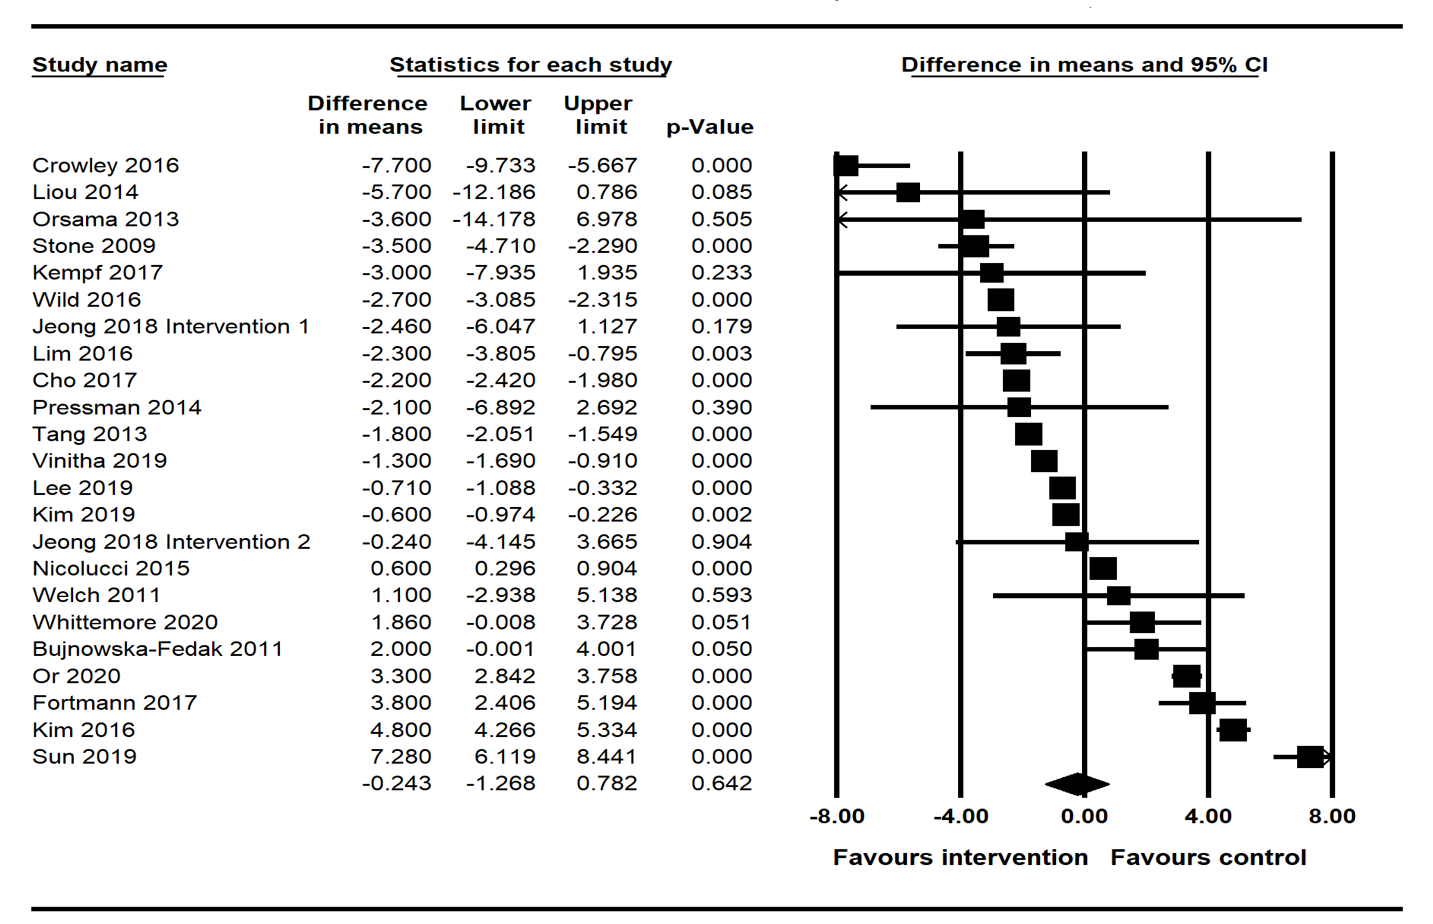 Study name Statistics for each study Difference in means and 95% CI
Difference in means Lower limit Upper limit p-Value
Crowley 2016 -7.700 -9.733 -5.667 0.000
Liou 2014 -5.700 -12.186 0.786 0.085
Orsama 2013 -3.600 -14.178 6.978 0.505
Stone 2009 -3.500 -4.710 -2.290 0.000
Kempf 2017 -3.000 -7.935 1.935 0.233
Wild 2016 -2.700 -3.085 -2.315 0.000
Jeong 2018 Intervention 1 -2.460 -6.047 1.127 0.179
Lim 2016 -2.300 -3.805 -0.795 0.003
Cho 2017 -2.200 -2.420 -1.980 0.000
Pressman 2014 -2.100 -6.892 2.692 0.390
Tang 2013 -1.800 -2.051 -1.549 0.000
Vinitha 2019 -1.300 -1.690 -0.910 0.000
Lee 2019 -0.710 -1.088 -0.332 0.000
Kim 2019 -0.600 -0.974 -0.226 0.002
Jeong 2018 Intervention 2 -0.240 -4.145 3.665 0.904
Nicolucci 2015 0.600 0.296 0.904 0.000
Welch 2011 1.100 -2.938 5.138 0.593
Whittemore 2020 1.860 -0.008 3.728 0.051
Bujnowska-Fedak 2011 2.000 -0.001 4.001 0.050
Or 2020 3.300 2.842 3.758 0.000
Fortmann 2017 3.800 2.406 5.194 0.000
Kim 2016 4.800 4.266 5.334 0.000
Sun 2019 7.280 6.119 8.441 0.000
-0.243 -1.268 0.782 0.642
-8.00 -4.00 0.00 4.00 8.00
Favours intervention Favours control